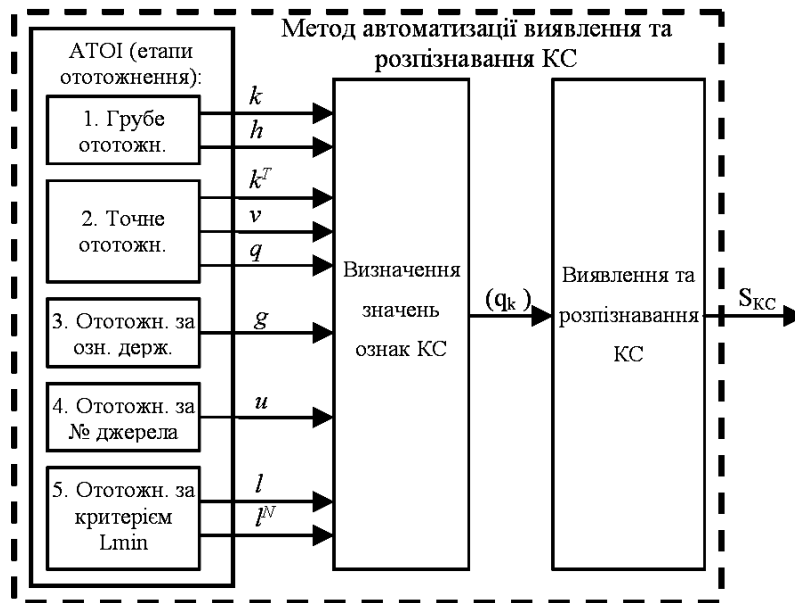 Метод автоматизації виявлення та
розпізнавання КС
АТОІ (етапи
ототожнення):
1. Грубе
ототожн.
k
h
2. Точне
ототожн.
k^T
v
q
3. Ототожн. за
озн. держ.
g
4. Ототожн. за
№ джерела
u
5. Ототожн. за
критерієм
Lmin
l
l^N
Визначення
значень
ознак КС
(q_k)
Виявлення та
розпізнавання
КС
S_КС